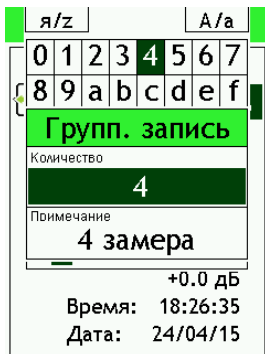 я/z A/a
0 1 2 3 4 5 6 7
8 9 a b c d e f
Групп. запись
Количество
4
Примечание
4 замера
+0.0 дБ
Время: 18:26:35
Дата: 24/04/15